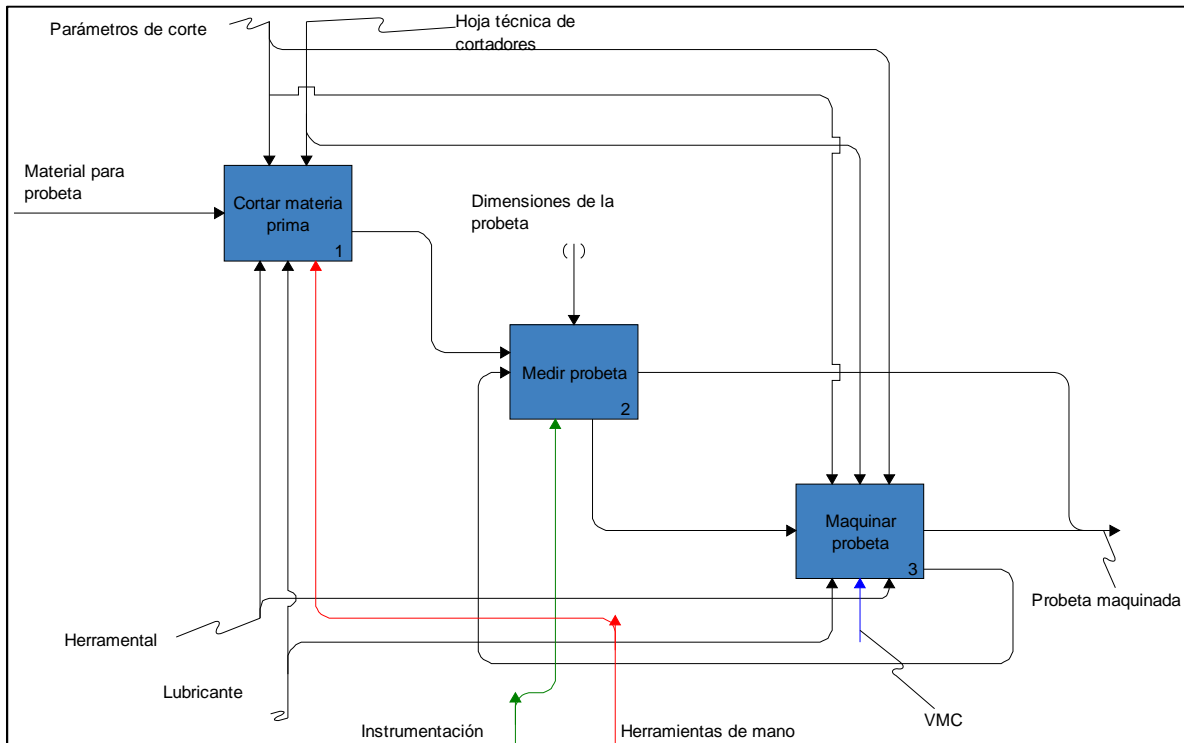 Parámetros de corte
Hoja técnica de
cortadores
Material para
probeta
Cortar materia
prima
1
Dimensiones de la
probeta
Medir probeta
2
Maquinar
probeta
3
Probeta maquinada
Herramental
Lubricante
Instrumentación
Herramientas de mano
VMC